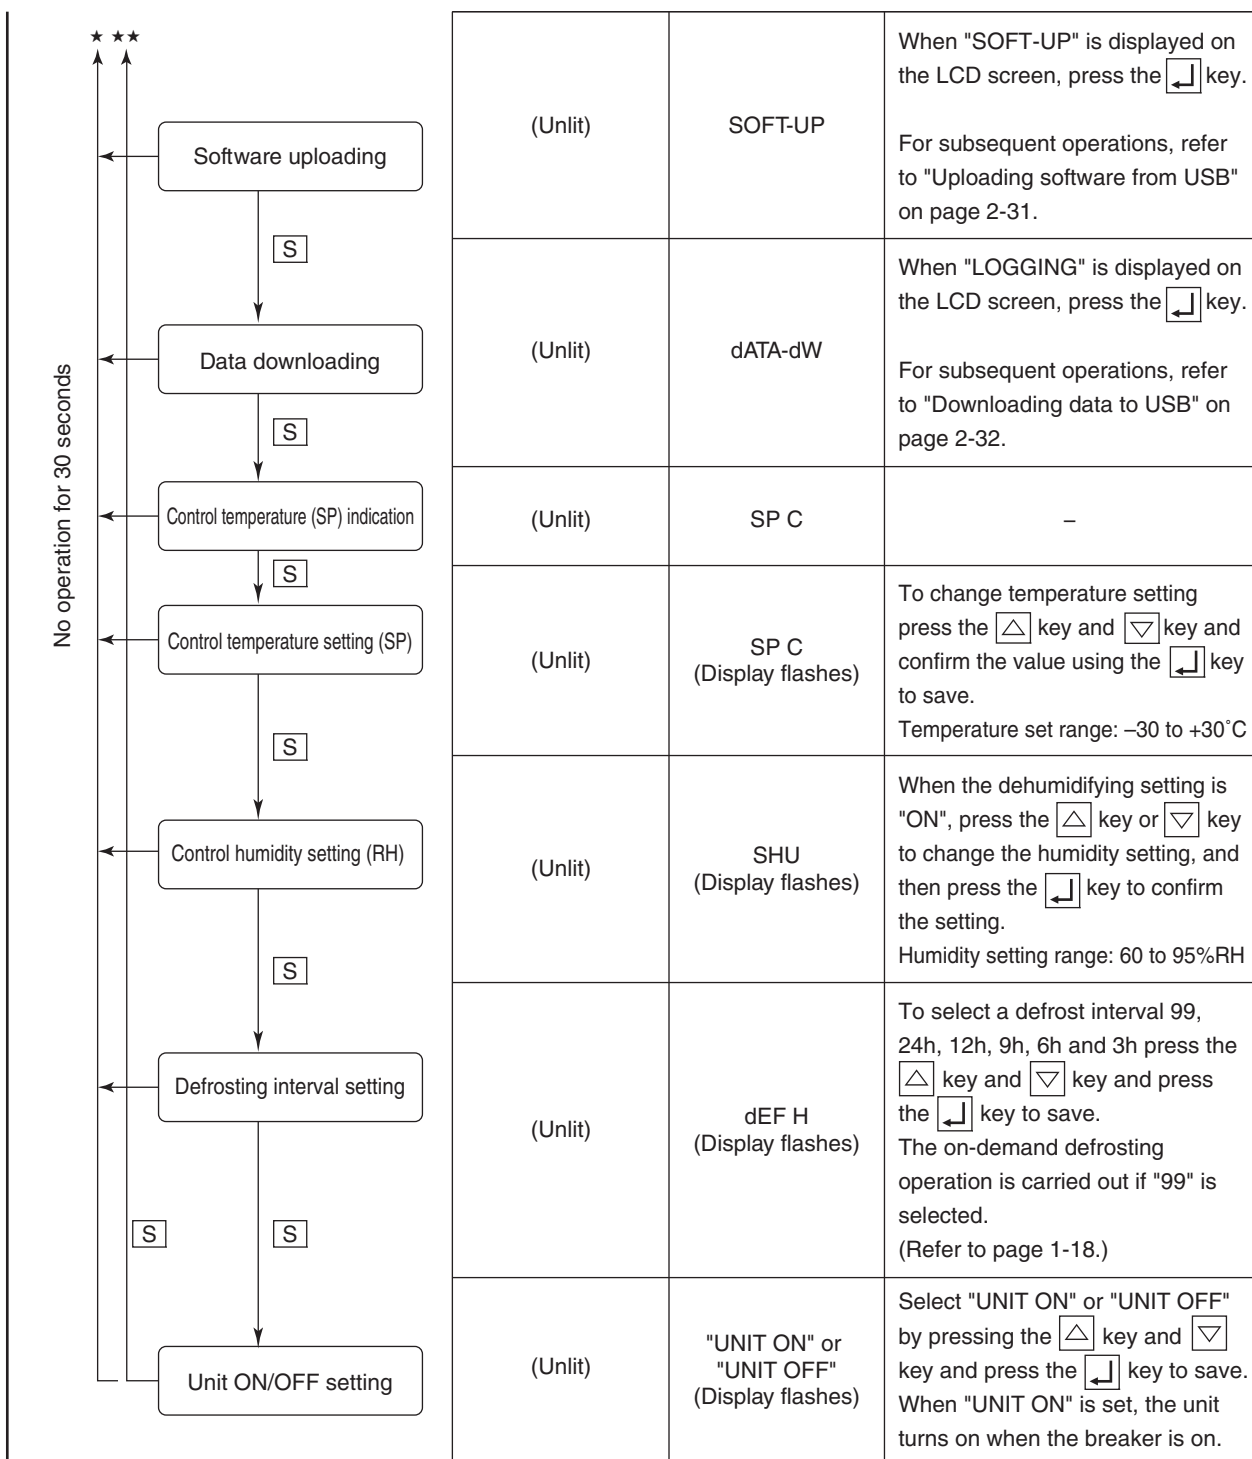 ★ ★★
No operation for 30 seconds
Software uploading
S
Data downloading
S
Control temperature (SP) indication
S
Control temperature setting (SP)
S
Control humidity setting (RH)
S
Defrosting interval setting
S
S
Unit ON/OFF setting
(Unlit)
SOFT-UP
When "SOFT-UP" is displayed on
the LCD screen, press the key.
For subsequent operations, refer
to "Uploading software from USB"
on page 2-31.
(Unlit)
dATA-dW
When "LOGGING" is displayed on
the LCD screen, press the key.
For subsequent operations, refer
to "Downloading data to USB" on
page 2-32.
(Unlit)
SP C
–
(Unlit)
SP C
(Display flashes)
To change temperature setting
press the △ key and ▽ key and
confirm the value using the key
to save.
Temperature set range: –30 to +30˚C
(Unlit)
SHU
(Display flashes)
When the dehumidifying setting is
"ON", press the △ key or ▽ key
to change the humidity setting, and
then press the key to confirm
the setting.
Humidity setting range: 60 to 95%RH
(Unlit)
dEF H
(Display flashes)
To select a defrost interval 99,
24h, 12h, 9h, 6h and 3h press the
△ key and ▽ key and press
the key to save.
The on-demand defrosting
operation is carried out if "99" is
selected.
(Refer to page 1-18.)
(Unlit)
"UNIT ON" or
"UNIT OFF"
(Display flashes)
Select "UNIT ON" or "UNIT OFF"
by pressing the △ key and ▽
key and press the key to save.
When "UNIT ON" is set, the unit
turns on when the breaker is on.